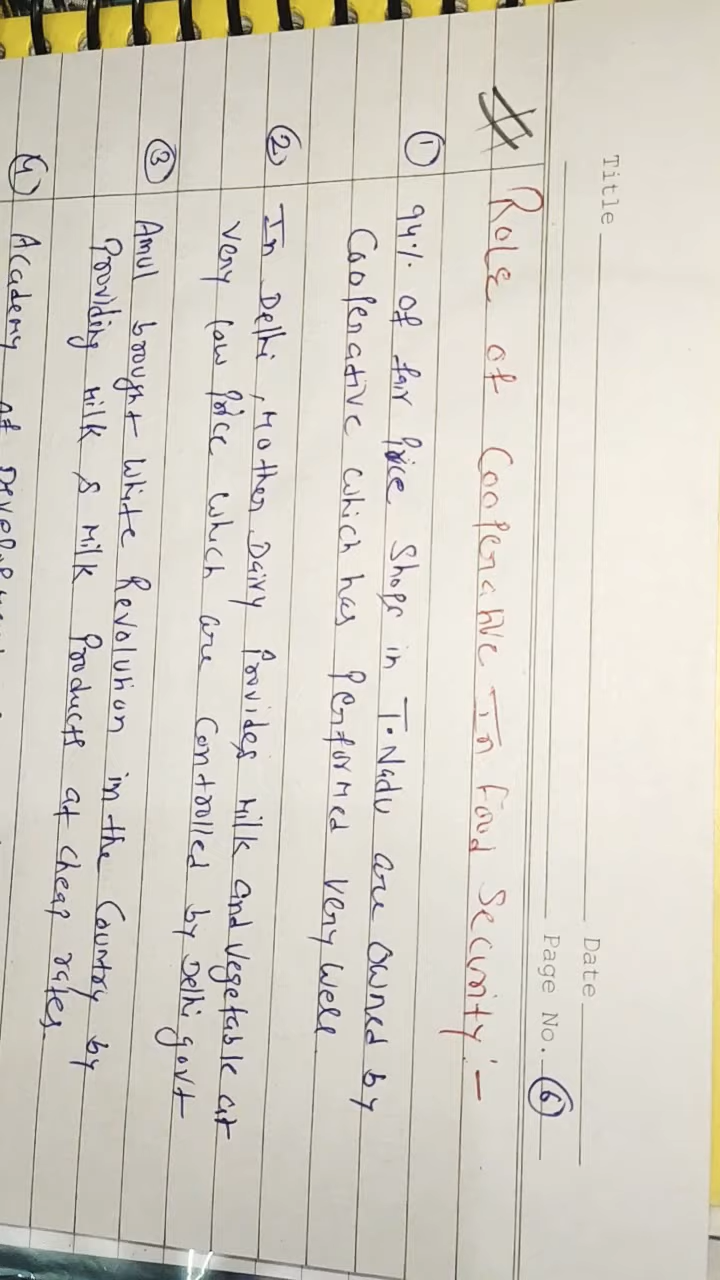 Title
Date
Page No. 6
# Role of Cooperative In Food Security :-
① 94% of fair Price Shops in T.Nadu are owned by
Cooperative which has Performed very well
② In Delhi, Mother Dairy Provides Milk and Vegetable at
very low Price which are Controlled by Delhi govt
③ Amul brought White Revolution in the Country by
Providing Milk & Milk Products at cheap rates.
④ Academy of Development